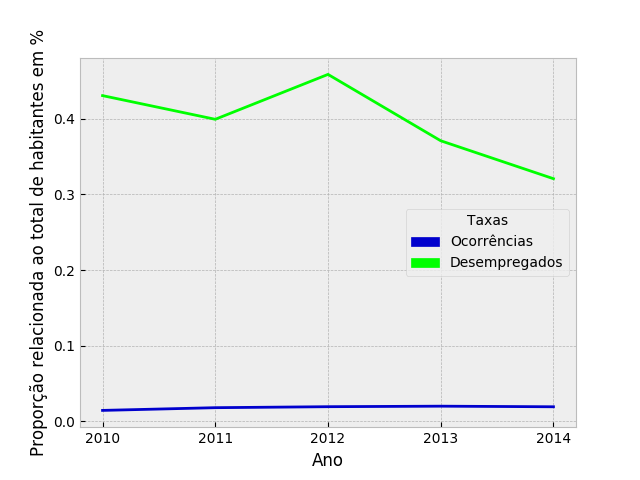 Proporção relacionada ao total de habitantes em %
0.4
0.3
0.2
0.1
0.0
Taxas
Ocorrências
Desempregados
2010 2011 2012 2013 2014
Ano